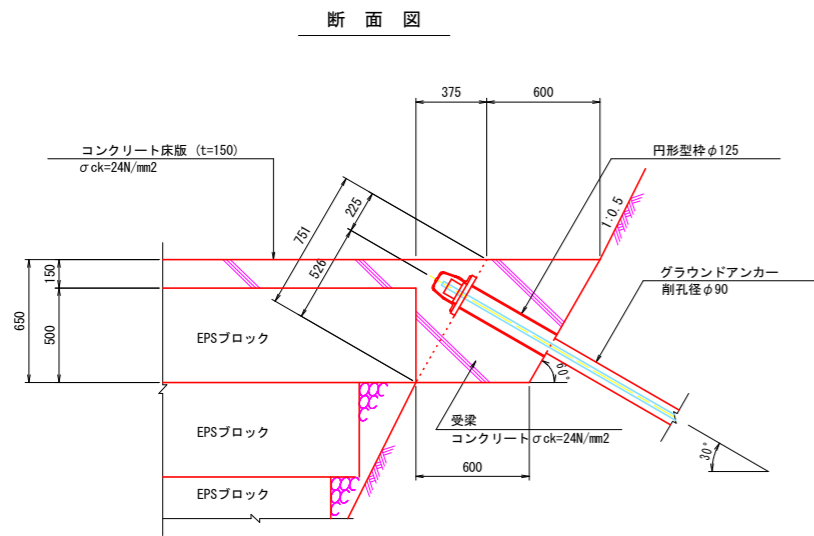 断 面 図
375
600
コンクリート床版 (t=150)
σck=24N/mm2
円形型枠φ125
751
225
526
1:0.5
グラウンドアンカー
削孔径φ90
650
150
500
EPSブロック
60°
EPSブロック
受梁
コンクリートσck=24N/mm2
30°
600
EPSブロック